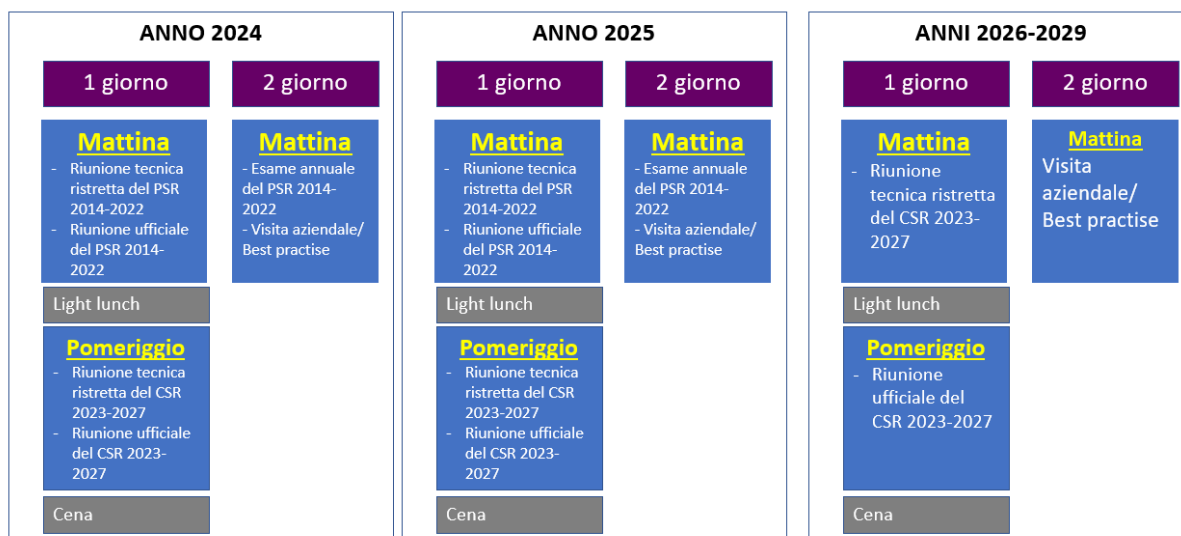 ANNO 2024
1 giorno
2 giorno
Mattina
- Riunione tecnica
ristretta del PSR
2014-2022
- Riunione ufficiale
del PSR 2014-
2022
Mattina
- Esame annuale
del PSR 2014-
2022
- Visita aziendale/
Best practise
Light lunch
Pomeriggio
- Riunione tecnica
ristretta del CSR
2023-2027
- Riunione ufficiale
del CSR 2023-
2027
Cena
ANNO 2025
1 giorno
2 giorno
Mattina
- Riunione tecnica
ristretta del PSR
2014-2022
- Riunione ufficiale
del PSR 2014-
2022
Mattina
- Esame annuale
del PSR 2014-
2022
- Visita aziendale/
Best practise
Light lunch
Pomeriggio
- Riunione tecnica
ristretta del CSR
2023-2027
- Riunione ufficiale
del CSR 2023-
2027
Cena
ANNI 2026-2029
1 giorno
2 giorno
Mattina
- Riunione
tecnica ristretta
del CSR 2023-
2027
Mattina
Visita
aziendale/
Best practise
Light lunch
Pomeriggio
- Riunione
ufficiale del
CSR 2023-2027
Cena